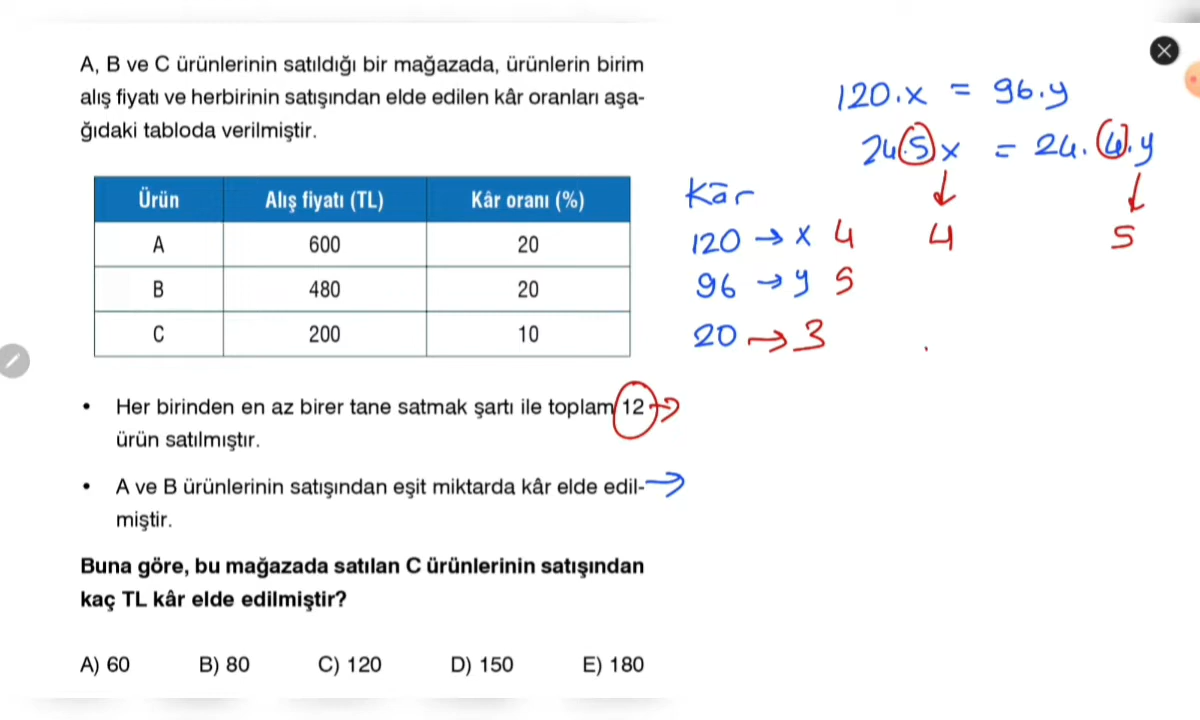 A, B ve C ürünlerinin satıldığı bir mağazada, ürünlerin birim
alış fiyatı ve herbirinin satışından elde edilen kâr oranları aşa-
ğıdaki tabloda verilmiştir.
Ürün Alış fiyatı (TL) Kâr oranı (%)
A 600 20
B 480 20
C 200 10
• Her birinden en az birer tane satmak şartı ile toplam 12 →
ürün satılmıştır.
• A ve B ürünlerinin satışından eşit miktarda kâr elde edil- →
miştir.
Buna göre, bu mağazada satılan C ürünlerinin satışından
kaç TL kâr elde edilmiştir?
A) 60 B) 80 C) 120 D) 150 E) 180
120.x = 96.y
24.5 x = 24.4.y
↓ ↓
4 5
Kār
120 → x 4
96 → y 5
20 → 3